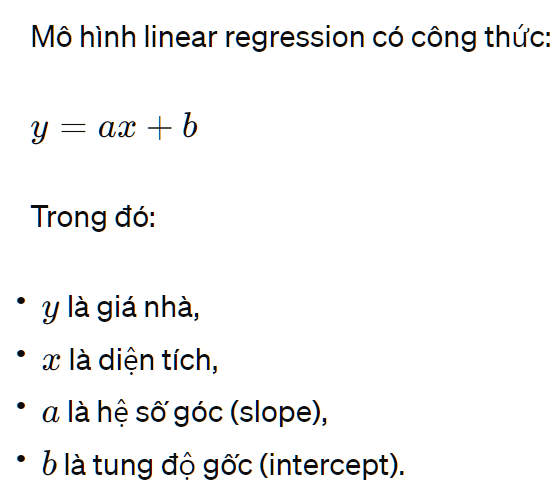 Mô hình linear regression có công thức:
y = ax + b
Trong đó:
• y là giá nhà,
• x là diện tích,
• a là hệ số góc (slope),
• b là tung độ gốc (intercept).